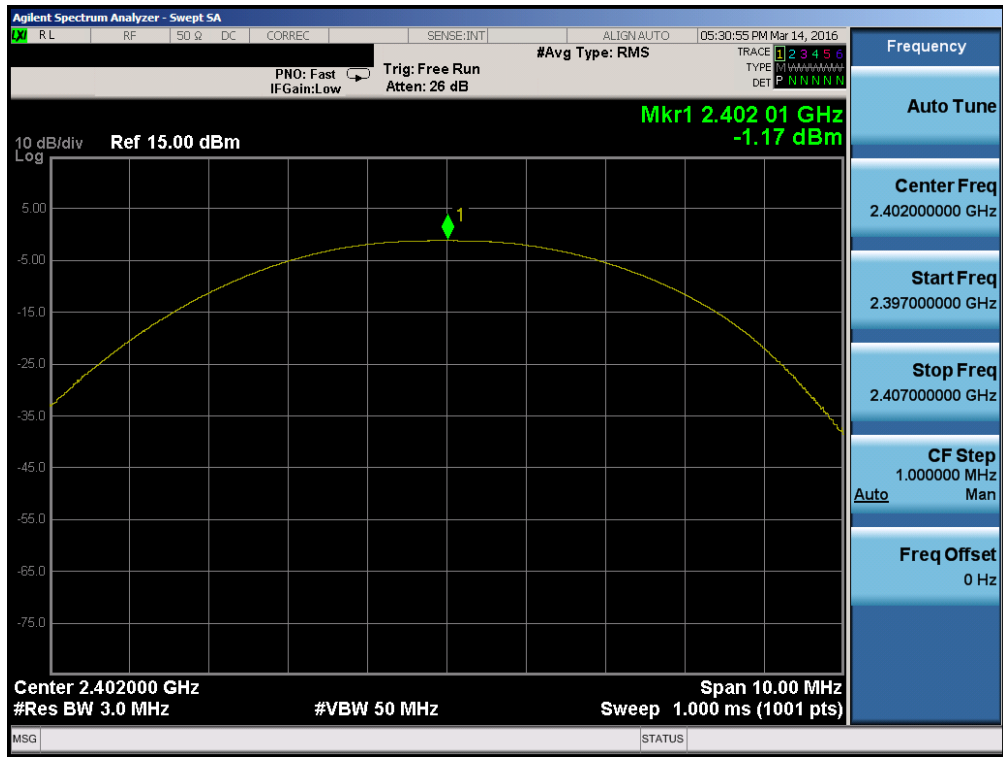 Agilent Spectrum Analyzer - Swept SA
LXI RL RF 50 Ω DC CORREC SENSE:INT ALIGN AUTO 05:30:55 PM Mar 14, 2016
#Avg Type: RMS TRACE 1 2 3 4 5 6
PNO: Fast Trig: Free Run TYPE M W W W W W
IFGain:Low Atten: 26 dB DET P N N N N N
Mkr1 2.402 01 GHz
-1.17 dBm
10 dB/div Ref 15.00 dBm
Log
1
5.00
-5.00
-15.0
-25.0
-35.0
-45.0
-55.0
-65.0
-75.0
Center 2.402000 GHz Span 10.00 MHz
#Res BW 3.0 MHz #VBW 50 MHz Sweep 1.000 ms (1001 pts)
MSG STATUS
Frequency
Auto Tune
Center Freq
2.402000000 GHz
Start Freq
2.397000000 GHz
Stop Freq
2.407000000 GHz
CF Step
1.000000 MHz
Auto Man
Freq Offset
0 Hz